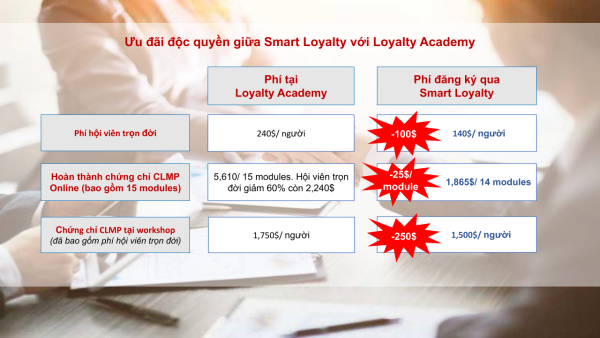 Ưu đãi độc quyền giữa Smart Loyalty với Loyalty Academy
Phí tại
Loyalty Academy
Phí đăng ký qua
Smart Loyalty
Phí hội viên trọn đời
240$/ người
-100$
140$/ người
Hoàn thành chứng chỉ CLMP
Online (bao gồm 15 modules)
5,610/ 15 modules. Hội viên trọn
đời giảm 60% còn 2,240$
-25$/
module
1,865$/ 14 modules
Chứng chỉ CLMP tại workshop
(đã bao gồm phí hội viên trọn đời)
1,750$/ người
-250$
1,500$/ người